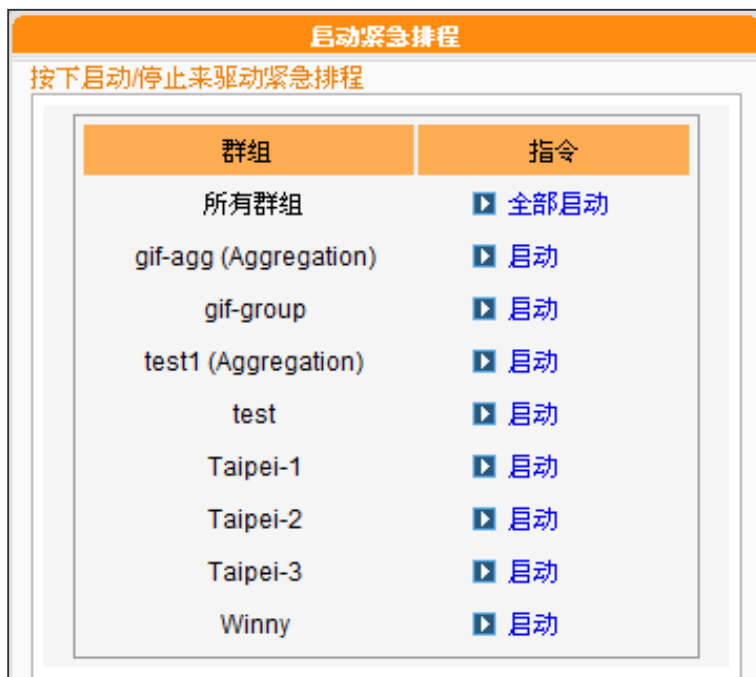 启动紧急排程
按下启动/停止来驱动紧急排程
群组 指令
所有群组 全部启动
gif-agg (Aggregation) 启动
gif-group 启动
test1 (Aggregation) 启动
test 启动
Taipei-1 启动
Taipei-2 启动
Taipei-3 启动
Winny 启动